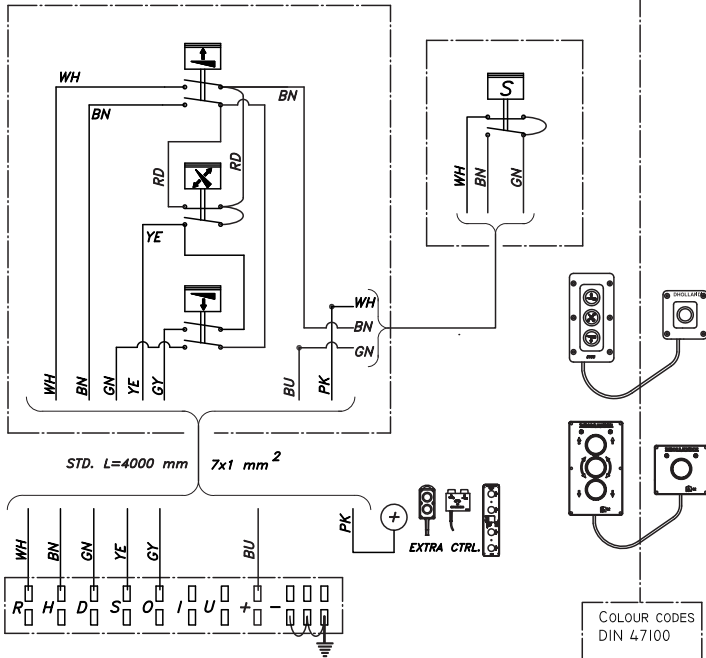 WH
BN
BN
RD
RD
YE
S
WH
BN
GN
WH
BN
GN
WH
BN
GN
YE
GY
BU
PK
STD. L=4000 mm
7x1 mm²
WH
BN
GN
YE
GY
BU
PK
+
EXTRA CTRL.
R H D S O I U + −
DHOLLANDIA
COLOUR CODES
DIN 47100